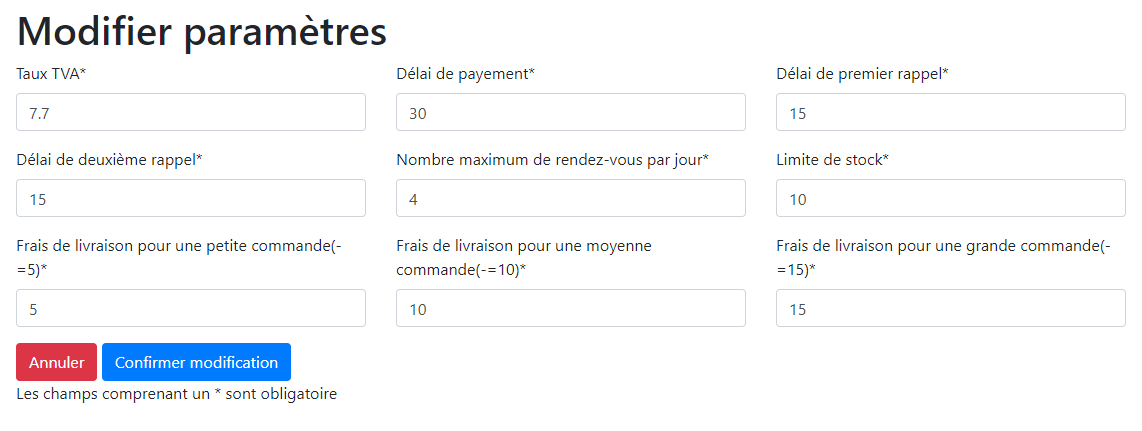 Modifier paramètres
Taux TVA*
Délai de payement*
Délai de premier rappel*
7.7
30
15
Délai de deuxième rappel*
Nombre maximum de rendez-vous par jour*
Limite de stock*
15
4
10
Frais de livraison pour une petite commande(-
=5)*
Frais de livraison pour une moyenne
commande(-=10)*
Frais de livraison pour une grande commande(-
=15)*
5
10
15
Annuler
Confirmer modification
Les champs comprenant un * sont obligatoire